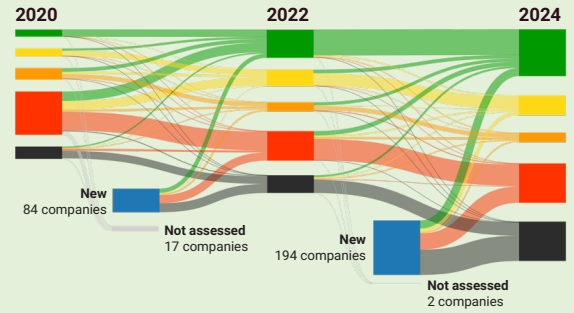 2020
2022
2024
New
84 companies
Not assessed
17 companies
New
194 companies
Not assessed
2 companies